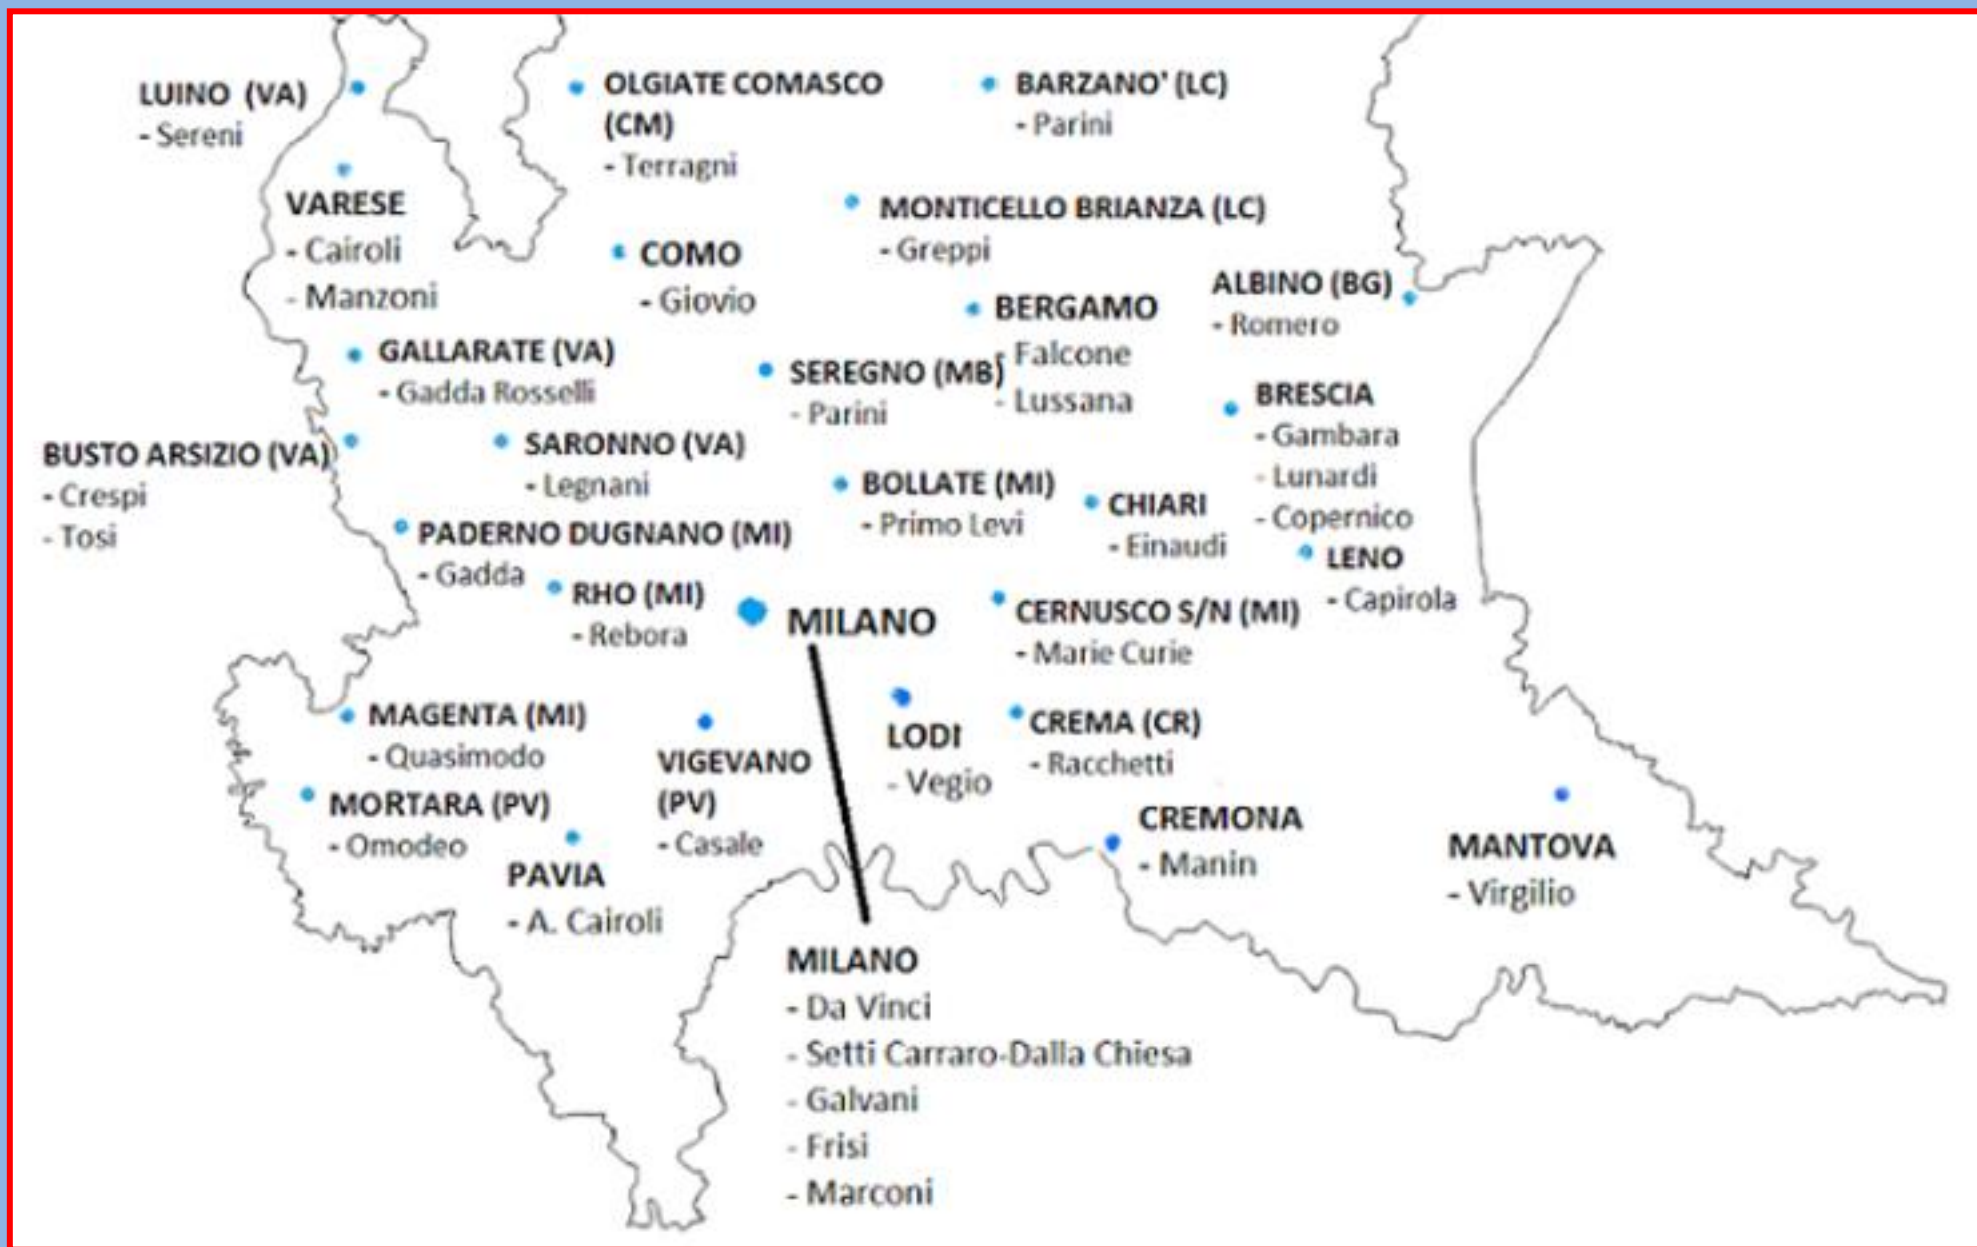 LUINO (VA)
- Sereni
OLGIATE COMASCO
(CM)
- Terragni
BARZANO' (LC)
- Parini
VARESE
- Cairoli
- Manzoni
MONTICELLO BRIANZA (LC)
- Greppi
COMO
- Giovio
ALBINO (BG)
- Romero
BERGAMO
- Falcone
- Lussana
GALLARATE (VA)
- Gadda Rosselli
SEREGNO (MB)
- Parini
BRESCIA
- Gambara
- Lunardi
- Copernico
BUSTO ARSIZIO (VA)
- Crespi
- Tosi
SARONNO (VA)
- Legnani
BOLLATE (MI)
- Primo Levi
CHIARI
- Einaudi
PADERNO DUGNANO (MI)
- Gadda
LENO
- Capirola
RHO (MI)
- Rebora
MILANO
CERNUSCO S/N (MI)
- Marie Curie
MAGENTA (MI)
- Quasimodo
VIGEVANO
(PV)
- Casale
LODI
- Vegio
CREMA (CR)
- Racchetti
MORTARA (PV)
- Omodeo
PAVIA
- A. Cairoli
CREMONA
- Manin
MANTOVA
- Virgilio
MILANO
- Da Vinci
- Setti Carraro-Dalla Chiesa
- Galvani
- Frisi
- Marconi